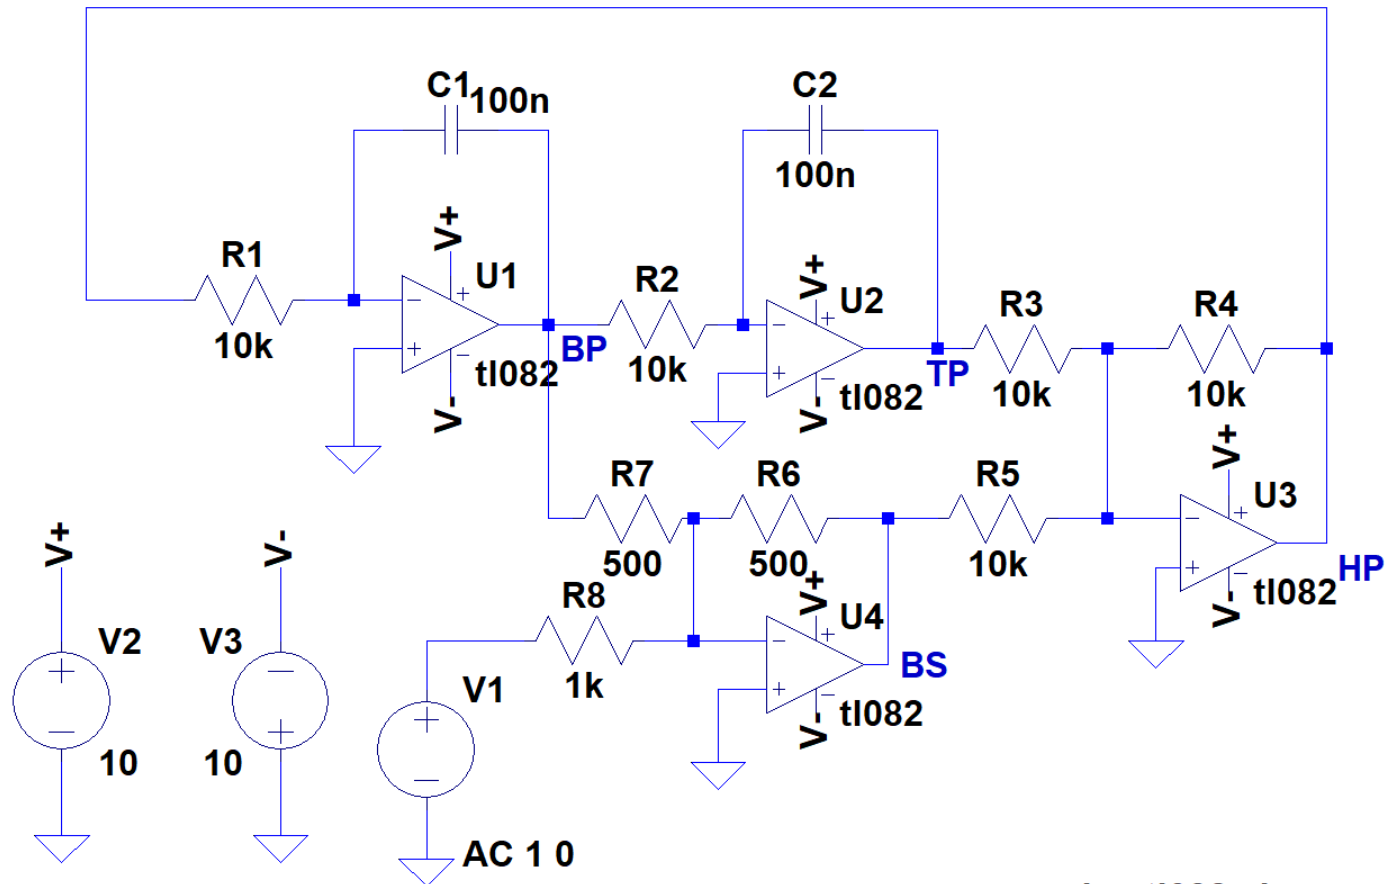 C1
100n
C2
100n
V+
R1
10k
+
U1
−
+
−
tl082
V-
BP
R2
10k
V+
+
U2
−
+
−
tl082
V-
TP
R3
10k
R4
10k
V+
+
U3
−
+
−
tl082
V-
HP
R7
500
R6
500
R5
10k
R8
1k
V+
+
U4
−
+
−
tl082
V-
BS
V+
V2
+
−
10
V-
V3
−
+
10
V1
+
−
AC 1 0